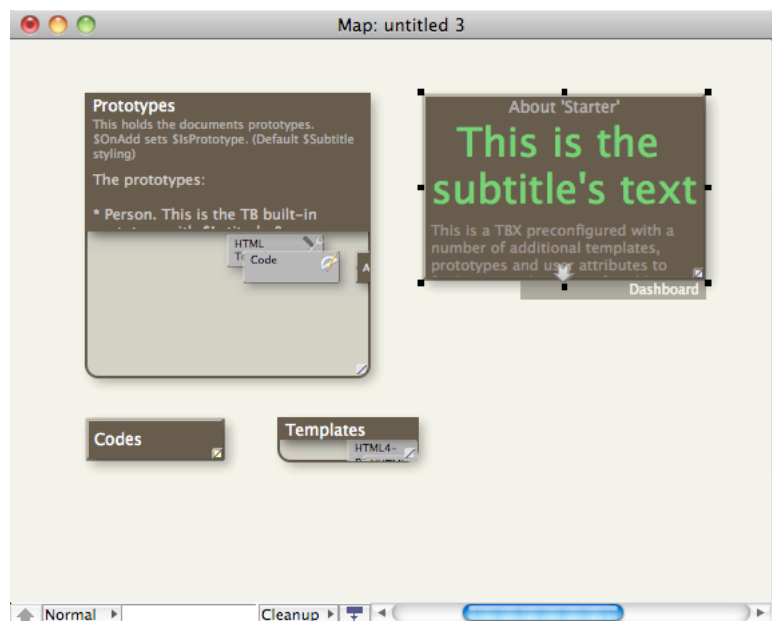 Map: untitled 3
Prototypes
This holds the documents prototypes.
$OnAdd sets $IsPrototype. (Default $Subtitle
styling)
The prototypes:
* Person. This is the TB built-in
HTML
Code
A
About 'Starter'
This is the
subtitle's text
This is a TBX preconfigured with a
number of additional templates,
prototypes and user attributes to
Dashboard
Codes
Templates
HTML4-
Normal
Cleanup